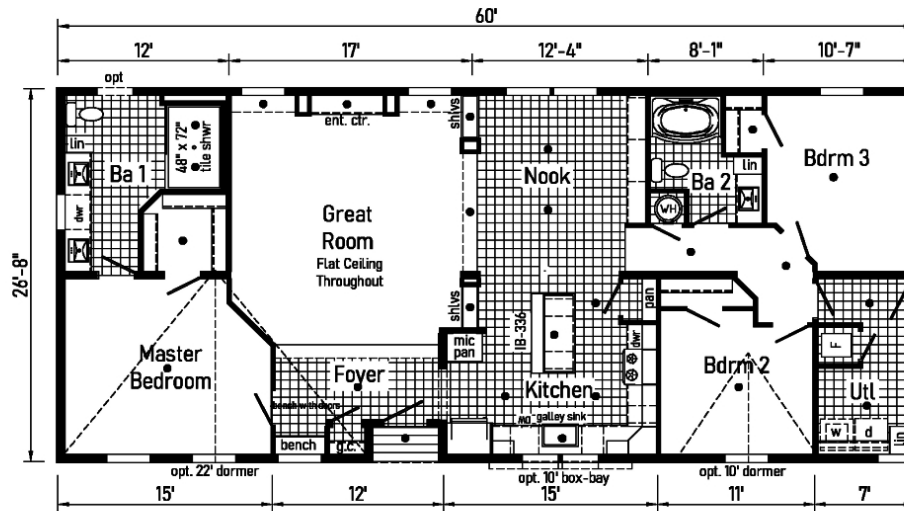 60'
12' 17' 12'-4" 8'-1" 10'-7"
opt
26'-8"
lin
dwr
Ba 1
48" x 72"
tile shwr
ent. ctr.
shlvs
Great
Room
Flat Ceiling
Throughout
Nook
shlvs
Ba 2
lin
WH
Bdrm 3
Master
Bedroom
Foyer
bench
g.c.
mic
pan
IB-336
Kitchen
galley sink
pan
dwr
Bdrm 2
F
Utl
w d
lin
opt. 22' dormer
opt. 10' box-bay
opt. 10' dormer
15' 12' 15' 11' 7'